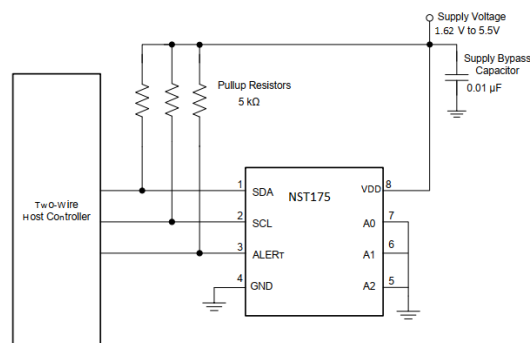 Supply Voltage
1.62 V to 5.5V
Supply Bypass
Capacitor
0.01 µF
Pullup Resistors
5 kΩ
Two-Wire
Host Controller
NST175
1
SDA
2
SCL
3
ALERT
4
GND
VDD
8
A0
7
A1
6
A2
5